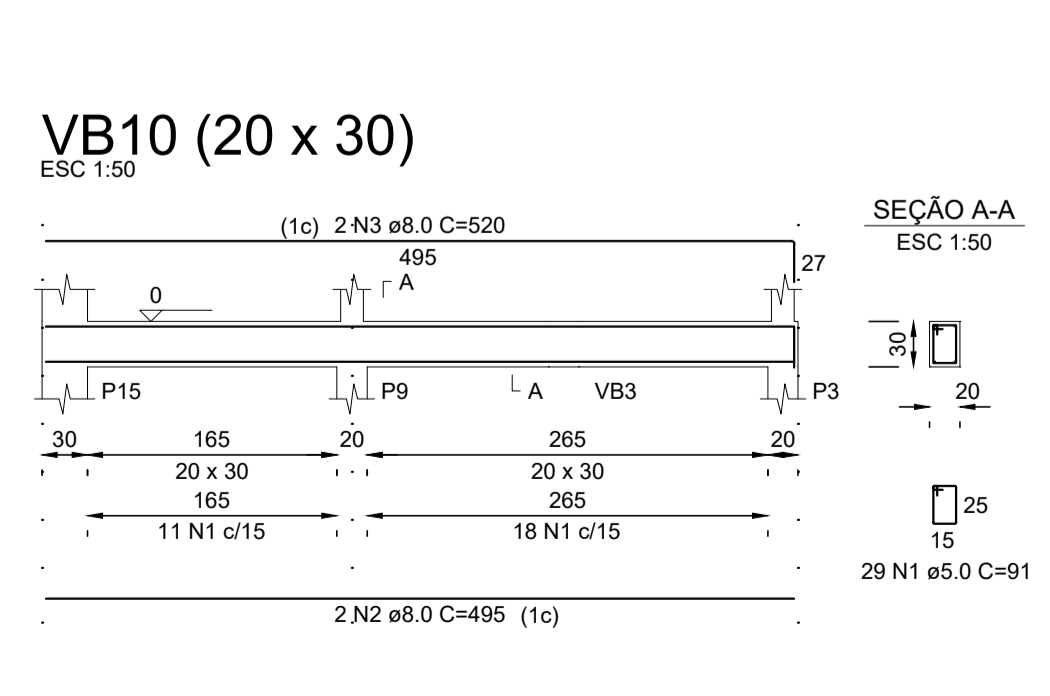 VB10 (20 x 30)
ESC 1:50
(1c) 2 N3 ø8.0 C=520
495
27
A
0
P15
P9
A
VB3
P3
30
165
20
265
20
20 x 30
20 x 30
165
265
11 N1 c/15
18 N1 c/15
2 N2 ø8.0 C=495 (1c)
SEÇÃO A-A
ESC 1:50
30
20
25
15
29 N1 ø5.0 C=91